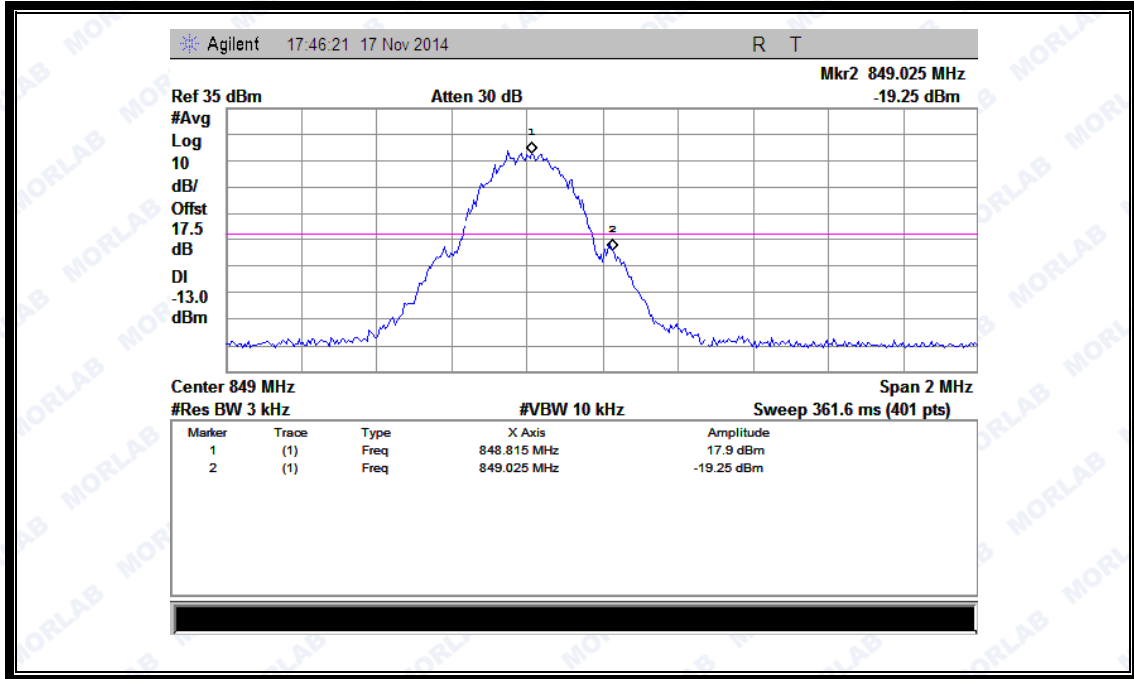 Agilent 17:46:21 17 Nov 2014 R T
Mkr2 849.025 MHz
Ref 35 dBm Atten 30 dB -19.25 dBm
#Avg
Log
10
dB/
Offst
17.5
dB
DI
-13.0
dBm
1
2
Center 849 MHz Span 2 MHz
#Res BW 3 kHz #VBW 10 kHz Sweep 361.6 ms (401 pts)
Marker Trace Type X Axis Amplitude
1 (1) Freq 848.815 MHz 17.9 dBm
2 (1) Freq 849.025 MHz -19.25 dBm
MORLAB